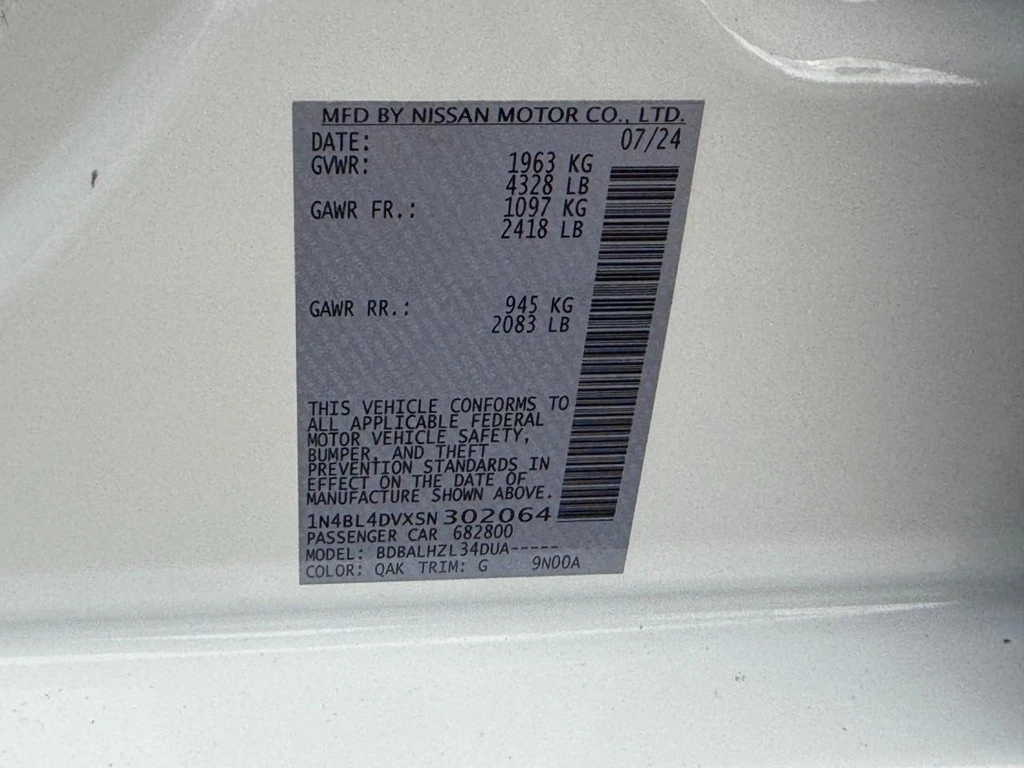 MFD BY NISSAN MOTOR CO., LTD.
DATE: 07/24
GVWR: 1963 KG
4328 LB
GAWR FR.: 1097 KG
2418 LB
GAWR RR.: 945 KG
2083 LB
THIS VEHICLE CONFORMS TO
ALL APPLICABLE FEDERAL
MOTOR VEHICLE SAFETY,
BUMPER, AND THEFT
PREVENTION STANDARDS IN
EFFECT ON THE DATE OF
MANUFACTURE SHOWN ABOVE.
1N4BL4DVXSN302064
PASSENGER CAR 682800
MODEL: BDBALHZL34DUA-----
COLOR: QAK TRIM: G 9N00A